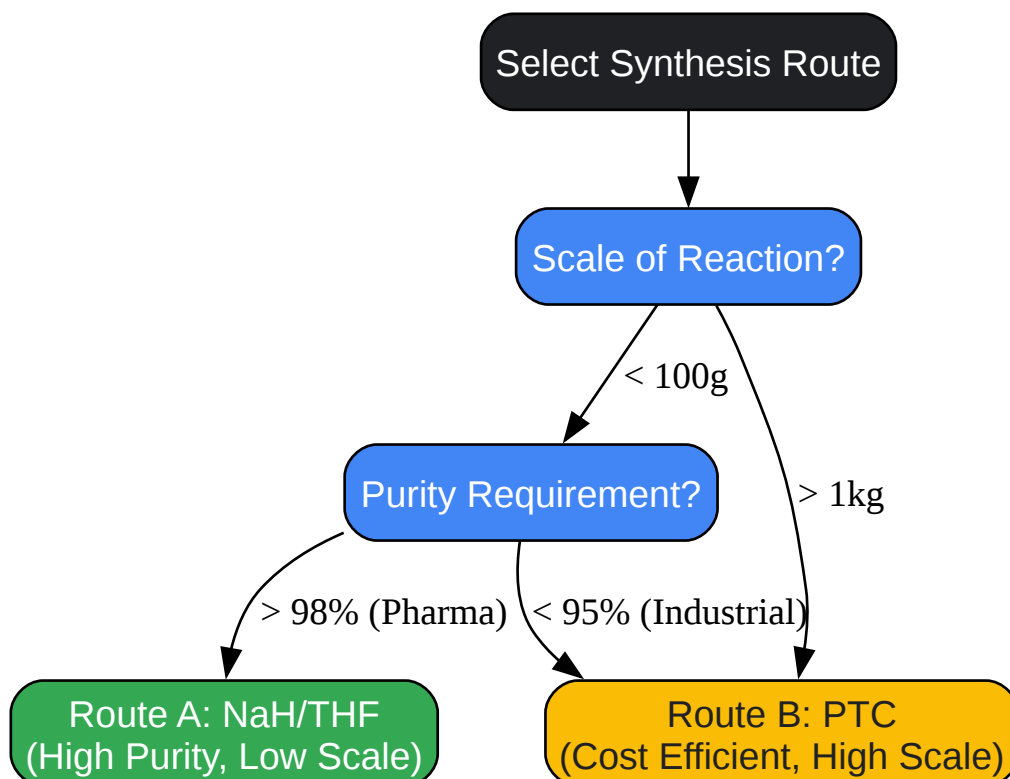 Select Synthesis Route
Scale of Reaction?
< 100g
Purity Requirement?
> 1kg
> 98% (Pharma)
< 95% (Industrial)
Route A: NaH/THF
(High Purity, Low Scale)
Route B: PTC
(Cost Efficient, High Scale)